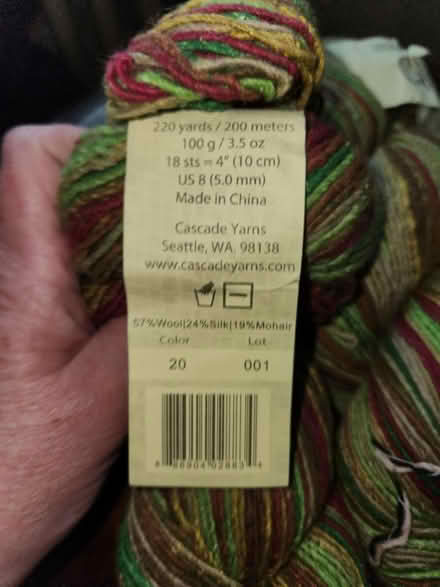 220 yards / 200 meters
100 g / 3.5 oz
18 sts = 4" (10 cm)
US 8 (5.0 mm)
Made in China
Cascade Yarns
Seattle, WA 98138
www.cascadeyarns.com
57%Wool|24%Silk|19%Mohair
Color Lot
20 001